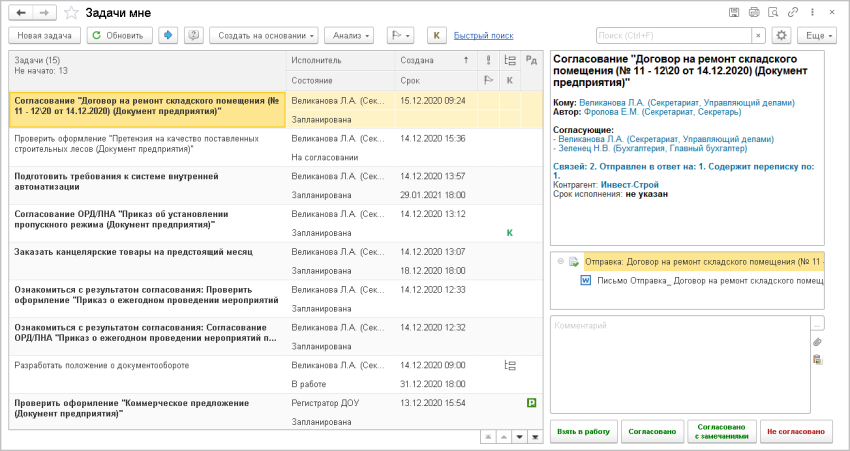 Задачи мне
Новая задача
Обновить
Создать на основании
Анализ
К
Быстрый поиск
Поиск (Ctrl+F)
Еще
Задачи (15)
Не начато: 13
Исполнитель
Создана
Рд
Состояние
Срок
К
Согласование "Договор на ремонт складского помещения (№
11 - 12\20 от 14.12.2020) (Документ предприятия)"
Великанова Л.А. (Сек...
15.12.2020 09:24
Запланирована
Проверить оформление "Претензия на качество поставленных
строительных лесов (Документ предприятия)"
Великанова Л.А. (Сек...
14.12.2020 15:36
На согласовании
Подготовить требования к системе внутренней
автоматизации
Великанова Л.А. (Сек...
14.12.2020 13:57
Запланирована
29.01.2021 18:00
Согласование ОРД/ЛНА "Приказ об установлении
пропускного режима (Документ предприятия)"
Великанова Л.А. (Сек...
14.12.2020 13:12
Запланирована
К
Заказать канцелярские товары на предстоящий месяц
Великанова Л.А. (Сек...
14.12.2020 13:07
Запланирована
18.12.2020 18:00
Ознакомиться с результатом согласования: Проверить
оформление "Приказ о ежегодном проведении мероприятий
Великанова Л.А. (Сек...
14.12.2020 12:33
Запланирована
Ознакомиться с результатом согласования: Согласование
ОРД/ЛНА "Приказ о ежегодном проведении мероприятий п...
Великанова Л.А. (Сек...
14.12.2020 12:32
Запланирована
Разработать положение о документообороте
Великанова Л.А. (Сек...
14.12.2020 09:00
В работе
31.12.2020 18:00
Проверить оформление "Коммерческое предложение
(Документ предприятия)"
Регистратор ДОУ
13.12.2020 15:54
Запланирована
Р
Согласование "Договор на ремонт складского
помещения (№ 11 - 12\20 от 14.12.2020) (Документ
предприятия)"
Кому: Великанова Л.А. (Секретариат, Управляющий делами)
Автор: Фролова Е.М. (Секретариат, Секретарь)
Согласующие:
- Великанова Л.А. (Секретариат, Управляющий делами)
- Зеленец Н.В. (Бухгалтерия, Главный бухгалтер)
Связей: 2. Отправлен в ответ на: 1. Содержит переписку по:
1.
Контрагент: Инвест-Строй
Срок исполнения: не указан
Отправка: Договор на ремонт складского помещения (№ 11 -
Письмо Отправка_ Договор на ремонт складского помещ
Комментарий
...
Взять в работу
Согласовано
Согласовано
с замечаниями
Не согласовано